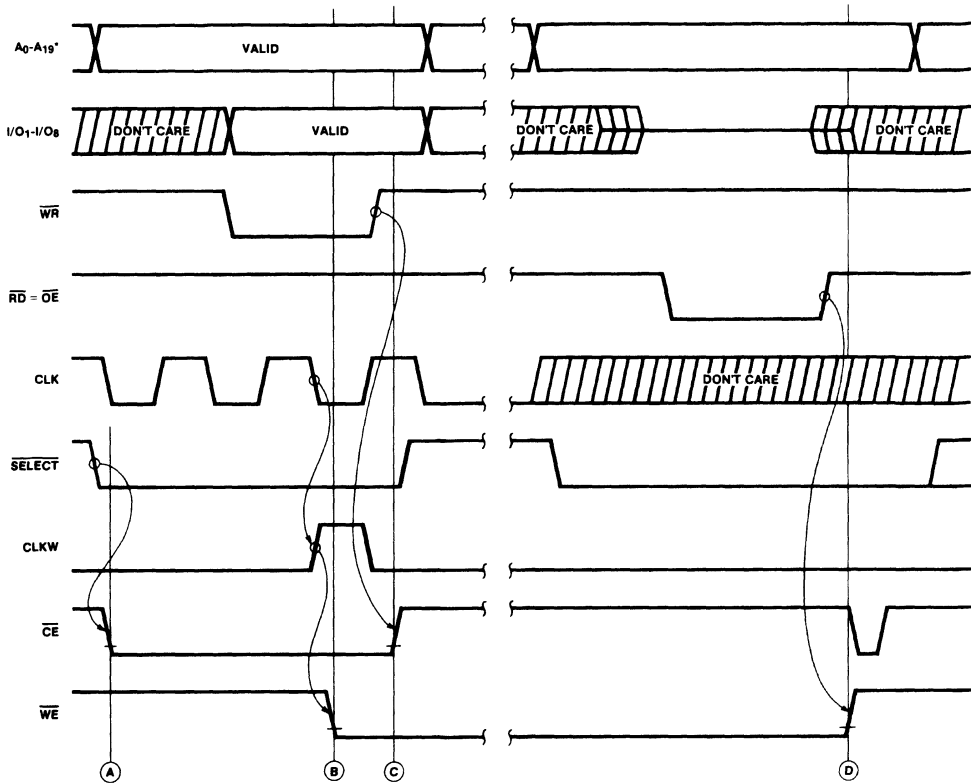 A0-A19* VALID
I/O1-I/O8 DON'T CARE VALID DON'T CARE DON'T CARE
WR
RD = OE
CLK DON'T CARE
SELECT
CLKW
CE
WE
A B C D